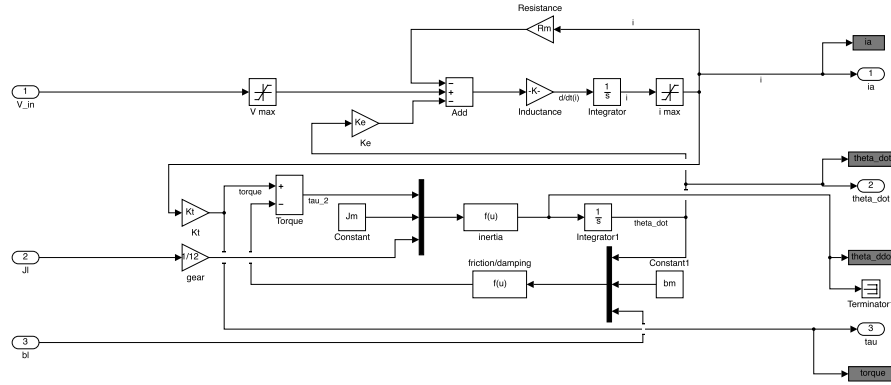 Resistance
Rm
i
ia
1
ia
i
1
V_in
V max
Add
-K-
Inductance
d/dt(i)
1
s
Integrator
i
i max
Ke
Ke
theta_dot
2
theta_dot
Kt
Kt
torque
Torque
tau_2
Jm
Constant
f(u)
inertia
1
s
Integrator1
theta_dot
2
Jl
1/12
gear
friction/damping
f(u)
Constant1
bm
theta_ddo
Terminator
3
bl
3
tau
torque